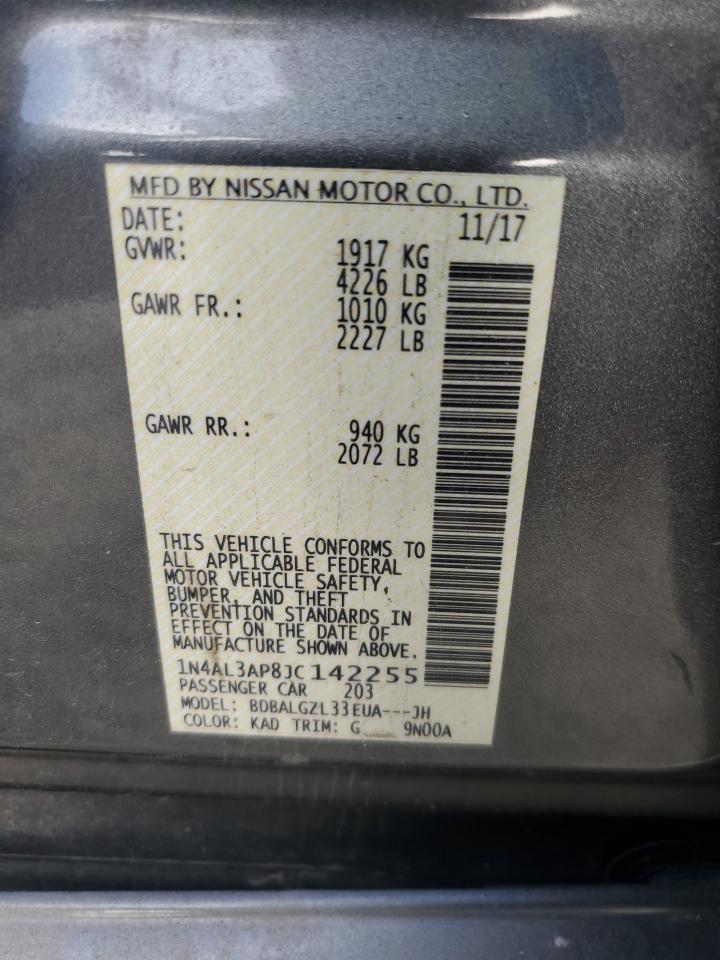 MFD BY NISSAN MOTOR CO., LTD.
DATE: 11/17
GVWR: 1917 KG
4226 LB
GAWR FR.: 1010 KG
2227 LB
GAWR RR.: 940 KG
2072 LB
THIS VEHICLE CONFORMS TO
ALL APPLICABLE FEDERAL
MOTOR VEHICLE SAFETY,
BUMPER, AND THEFT
PREVENTION STANDARDS IN
EFFECT ON THE DATE OF
MANUFACTURE SHOWN ABOVE.
1N4AL3AP8JC142255
PASSENGER CAR 203
MODEL: BDBALGZL33EUA---JH
COLOR: KAD TRIM: G 9N00A